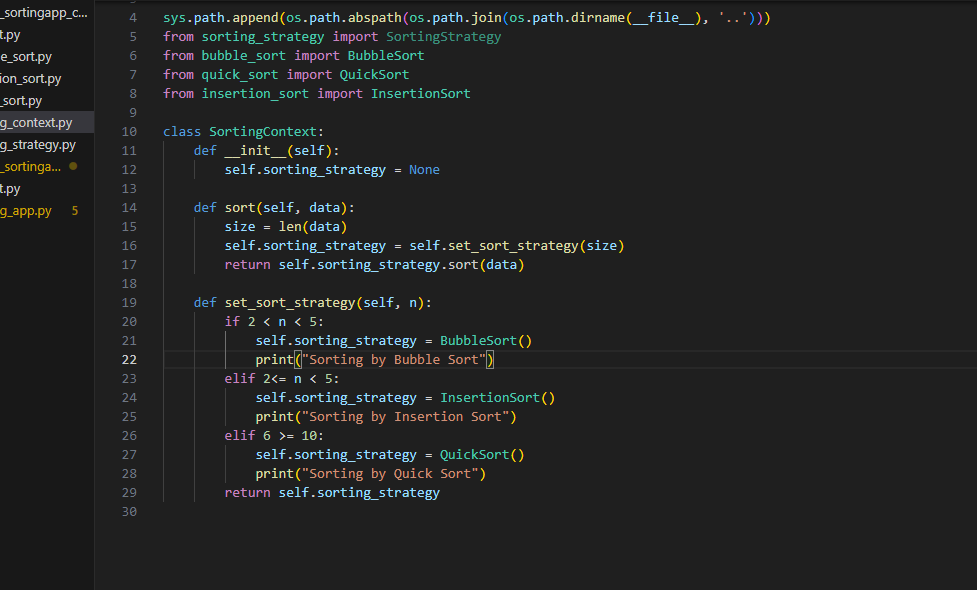 _sortingapp_c...
t.py
e_sort.py
ion_sort.py
_sort.py
g_context.py
g_strategy.py
_sortinga...
t.py
g_app.py 5
4 sys.path.append(os.path.abspath(os.path.join(os.path.dirname(__file__), '..')))
5 from sorting_strategy import SortingStrategy
6 from bubble_sort import BubbleSort
7 from quick_sort import QuickSort
8 from insertion_sort import InsertionSort
9
10 class SortingContext:
11 def __init__(self):
12 self.sorting_strategy = None
13
14 def sort(self, data):
15 size = len(data)
16 self.sorting_strategy = self.set_sort_strategy(size)
17 return self.sorting_strategy.sort(data)
18
19 def set_sort_strategy(self, n):
20 if 2 < n < 5:
21 self.sorting_strategy = BubbleSort()
22 print("Sorting by Bubble Sort")
23 elif 2<= n < 5:
24 self.sorting_strategy = InsertionSort()
25 print("Sorting by Insertion Sort")
26 elif 6 >= 10:
27 self.sorting_strategy = QuickSort()
28 print("Sorting by Quick Sort")
29 return self.sorting_strategy
30